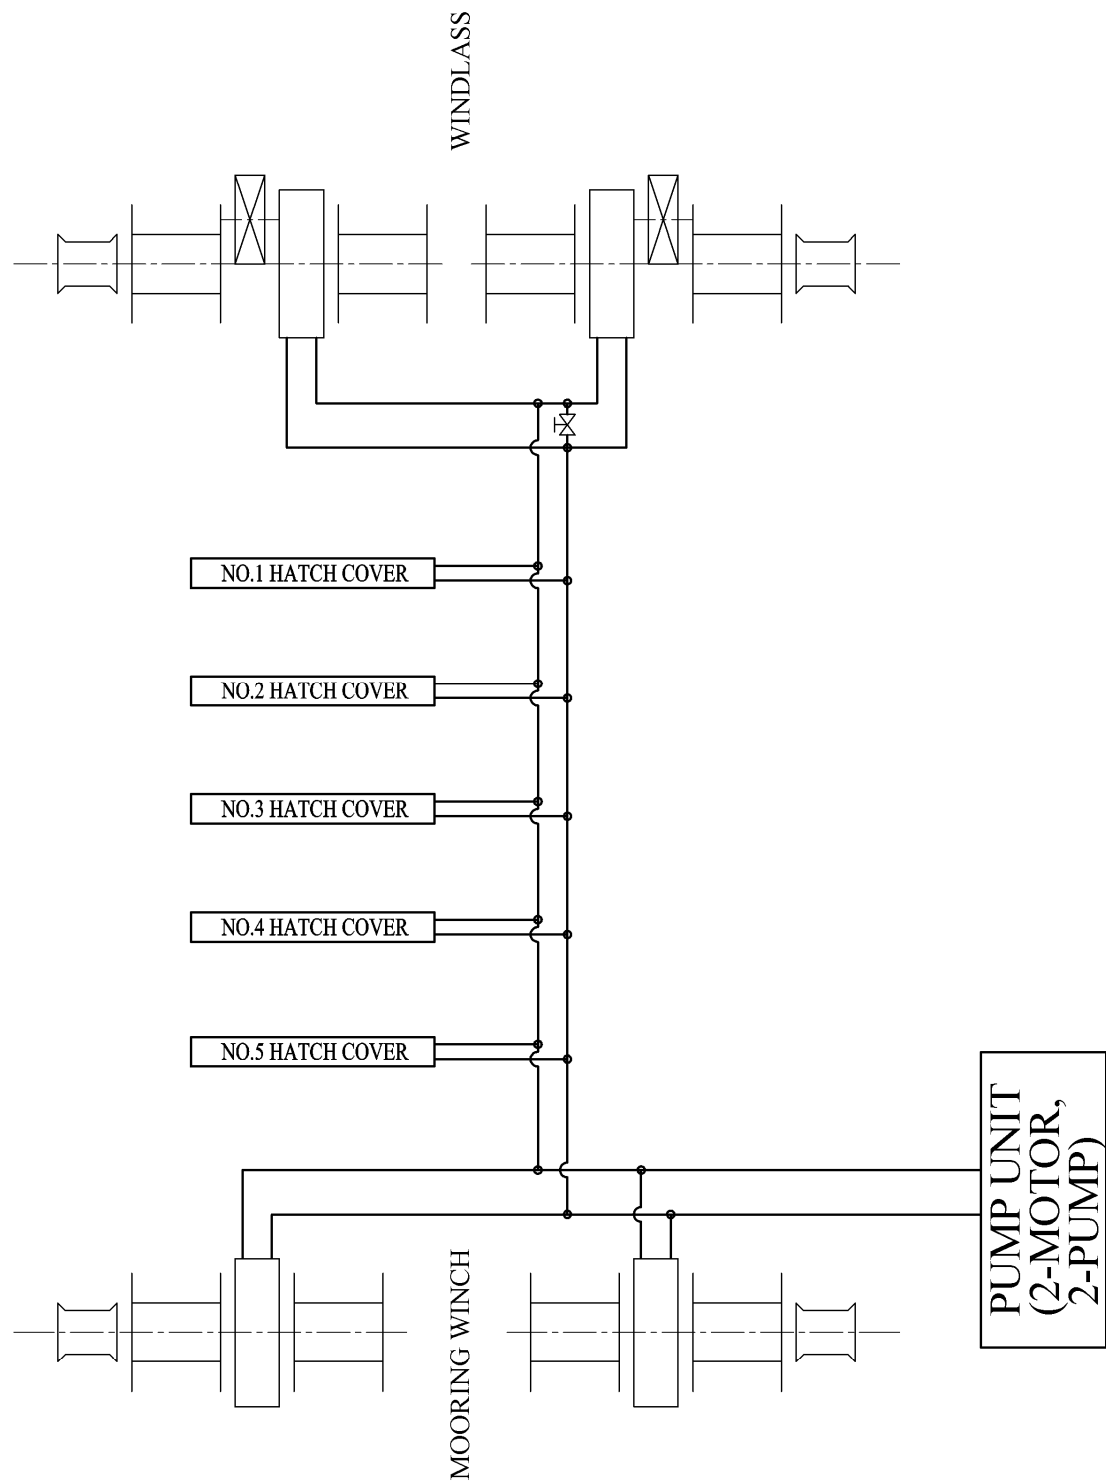 WINDLASS
NO.1 HATCH COVER
NO.2 HATCH COVER
NO.3 HATCH COVER
NO.4 HATCH COVER
NO.5 HATCH COVER
MOORING WINCH
PUMP UNIT
(2-MOTOR,
2-PUMP)